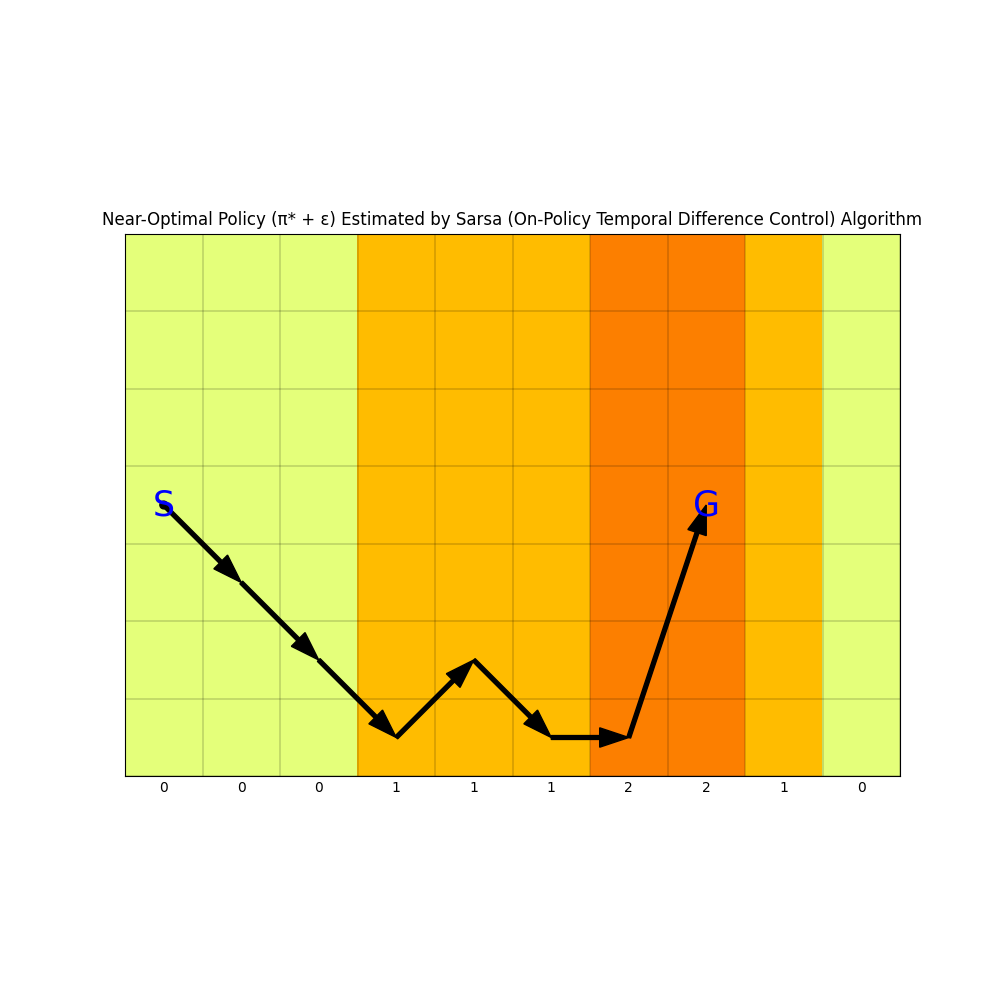 Near-Optimal Policy (π* + ε) Estimated by Sarsa (On-Policy Temporal Difference Control) Algorithm
S G
0 0 0 1 1 1 2 2 1 0